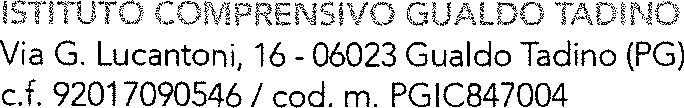 ISTITUTO COMPRENSIVO GUALDO TADINO
Via G. Lucantoni, 16 - 06023 Gualdo Tadino (PG)
c.f. 92017090546 / cod. m. PGIC847004